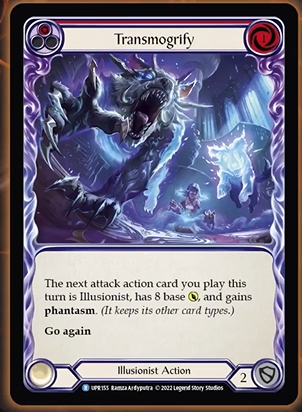 Transmogrify
1
The next attack action card you play this
turn is Illusionist, has 8 base , and gains
phantasm. (It keeps its other card types.)
Go again
Illusionist Action
2
R UPR155 Ramza Ardyputra © 2022 Legend Story Studios